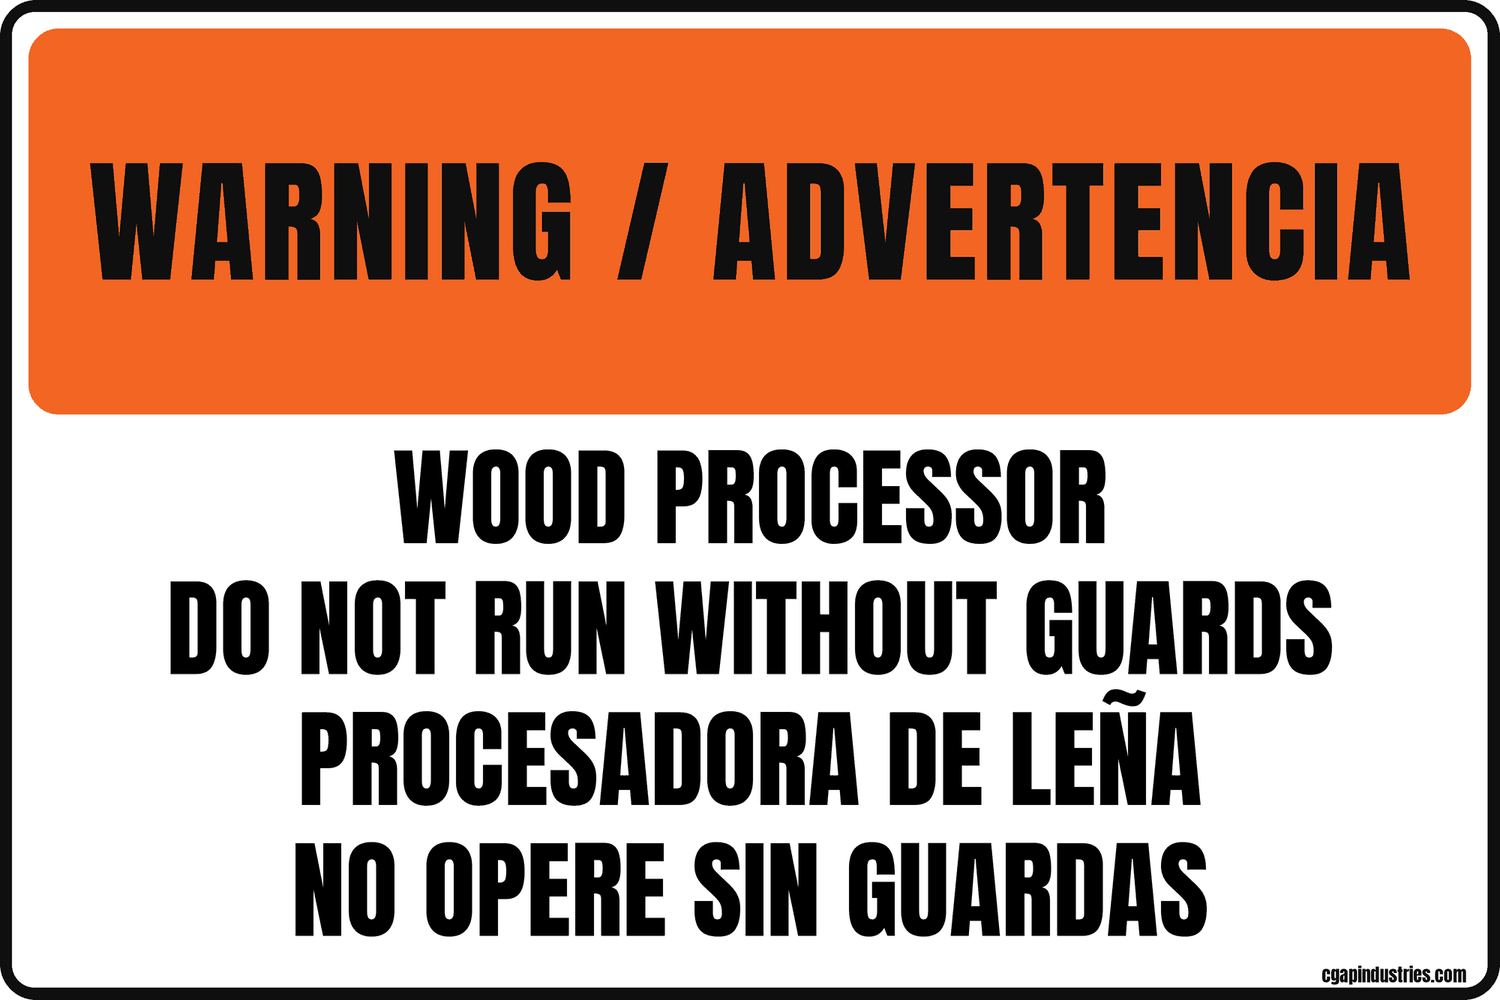 WARNING / ADVERTENCIA
WOOD PROCESSOR
DO NOT RUN WITHOUT GUARDS
PROCESADORA DE LEÑA
NO OPERE SIN GUARDAS
cgapindustries.com